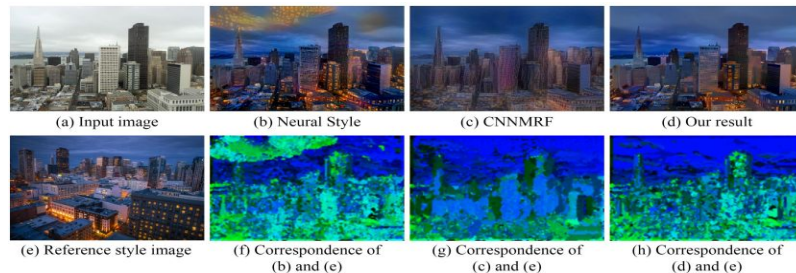 (a) Input image
(b) Neural Style
(c) CNNMRF
(d) Our result
(e) Reference style image
(f) Correspondence of
(b) and (e)
(g) Correspondence of
(c) and (e)
(h) Correspondence of
(d) and (e)